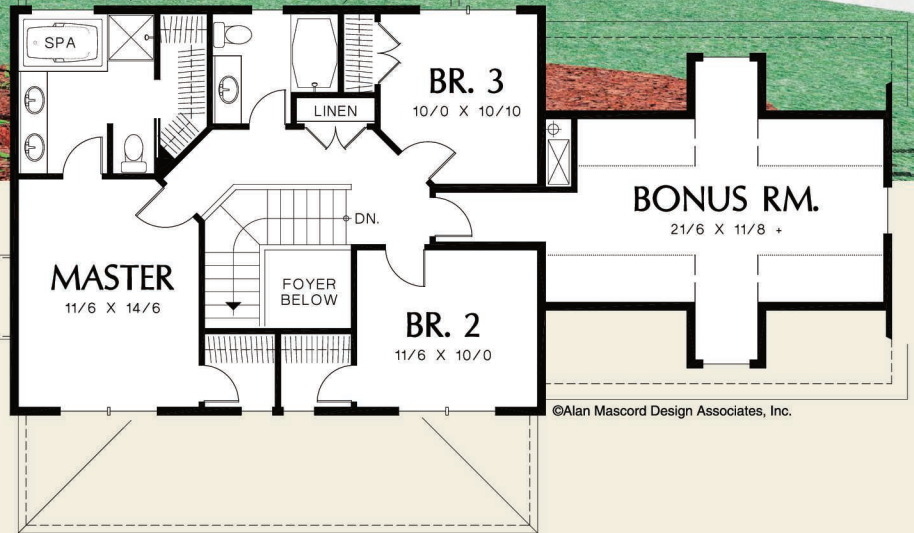 SPA
BR. 3
10/0 X 10/10
LINEN
BONUS RM.
21/6 X 11/8 +
DN.
MASTER
11/6 X 14/6
FOYER
BELOW
BR. 2
11/6 X 10/0
©Alan Mascord Design Associates, Inc.